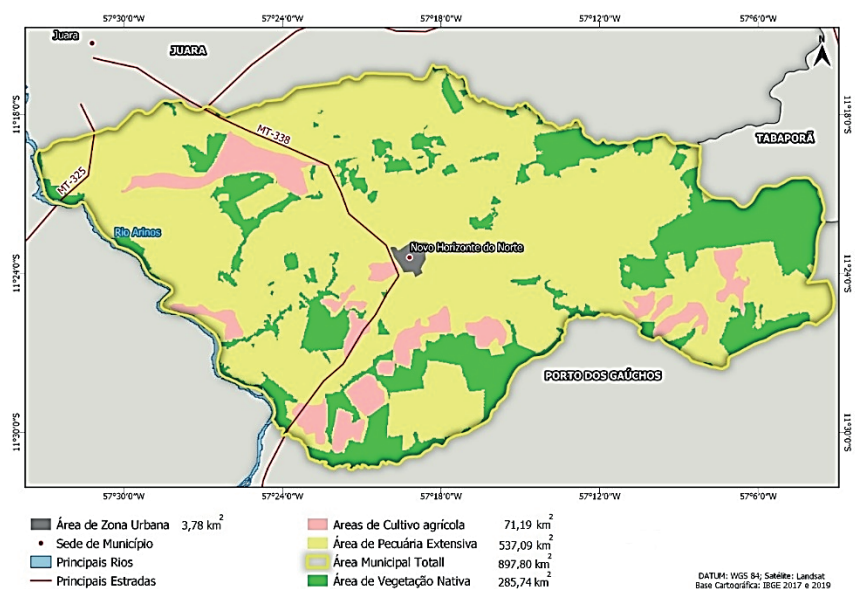 57°30'0"W 57°24'0"W 57°18'0"W 57°12'0"W 57°6'0"W
Juara
JUARA
N
11°18'0"S 11°18'0"S
MT-338
TABAPORÃ
MT-325
Rio Arinos
Novo Horizonte do Norte
11°24'0"S 11°24'0"S
PORTO DOS GAÚCHOS
11°30'0"S 11°30'0"S
57°30'0"W 57°24'0"W 57°18'0"W 57°12'0"W 57°6'0"W
Área de Zona Urbana 3,78 km²
Sede de Município
Principais Rios
Principais Estradas
Areas de Cultivo agrícola 71,19 km²
Área de Pecuária Extensiva 537,09 km²
Área Municipal Totall 897,80 km²
Área de Vegetação Nativa 285,74 km²
DATUM: WGS 84; Satélite: Landsat
Base Cartográfica: IBGE 2017 e 2019